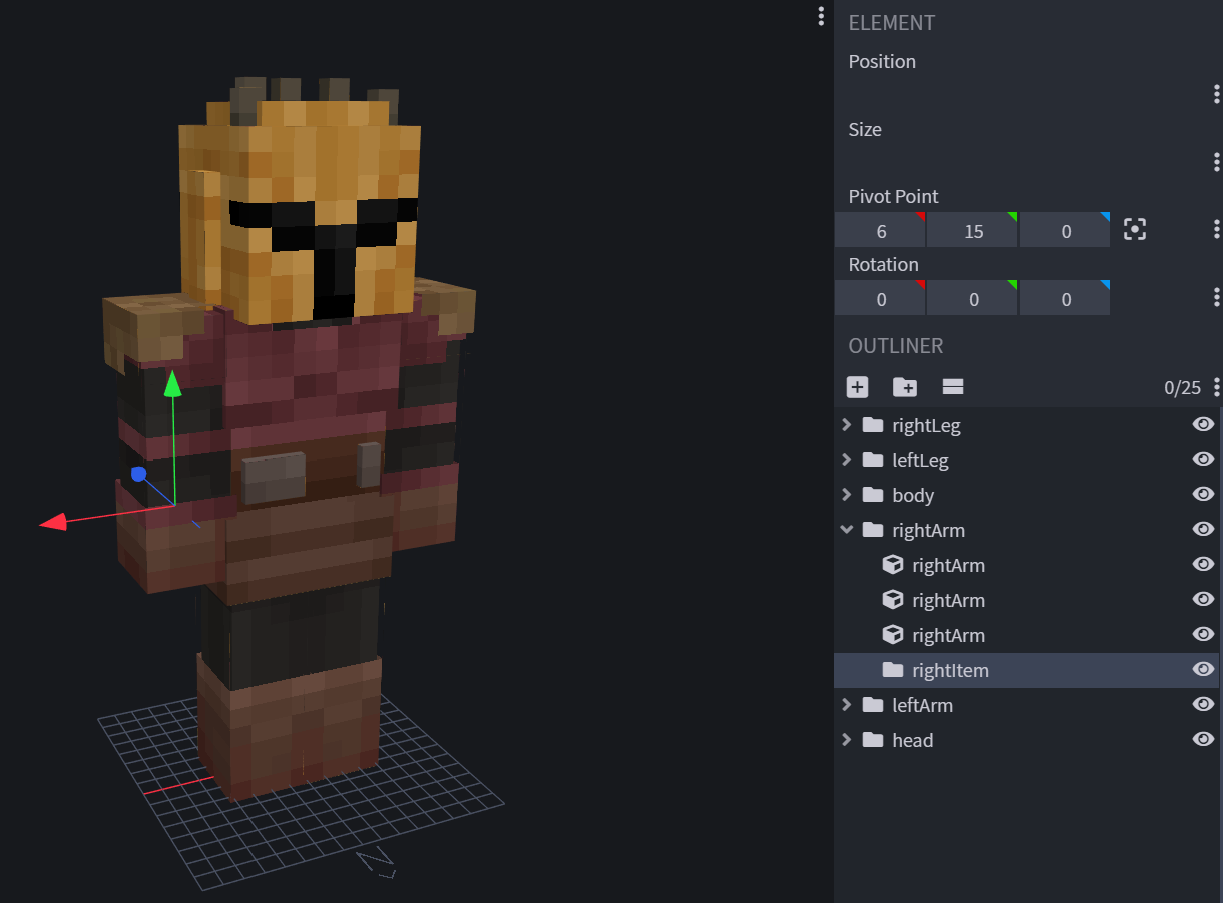 ELEMENT
Position
Size
Pivot Point
6 15 0
Rotation
0 0 0
OUTLINER
0/25
rightLeg
leftLeg
body
rightArm
rightArm
rightArm
rightArm
rightItem
leftArm
head
N